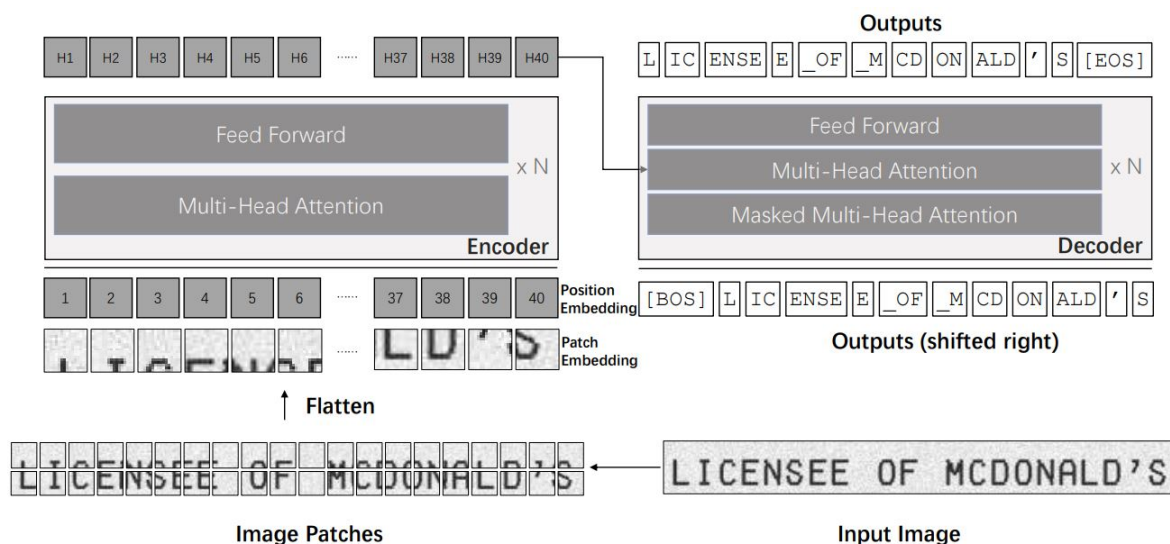 Outputs
H1 H2 H3 H4 H5 H6 ...... H37 H38 H39 H40
L IC ENSE E _OF _M CD ON ALD ' S [EOS]
Feed Forward
Multi-Head Attention
x N
Encoder
Feed Forward
Multi-Head Attention
Masked Multi-Head Attention
x N
Decoder
1 2 3 4 5 6 ...... 37 38 39 40
Position
Embedding
[BOS] L IC ENSE E _OF _M CD ON ALD ' S
LICENSE ...... LD'S
Patch
Embedding
Outputs (shifted right)
Flatten
LICENSEE OF MCDONALD'S
LICENSEE OF MCDONALD'S
Image Patches
Input Image